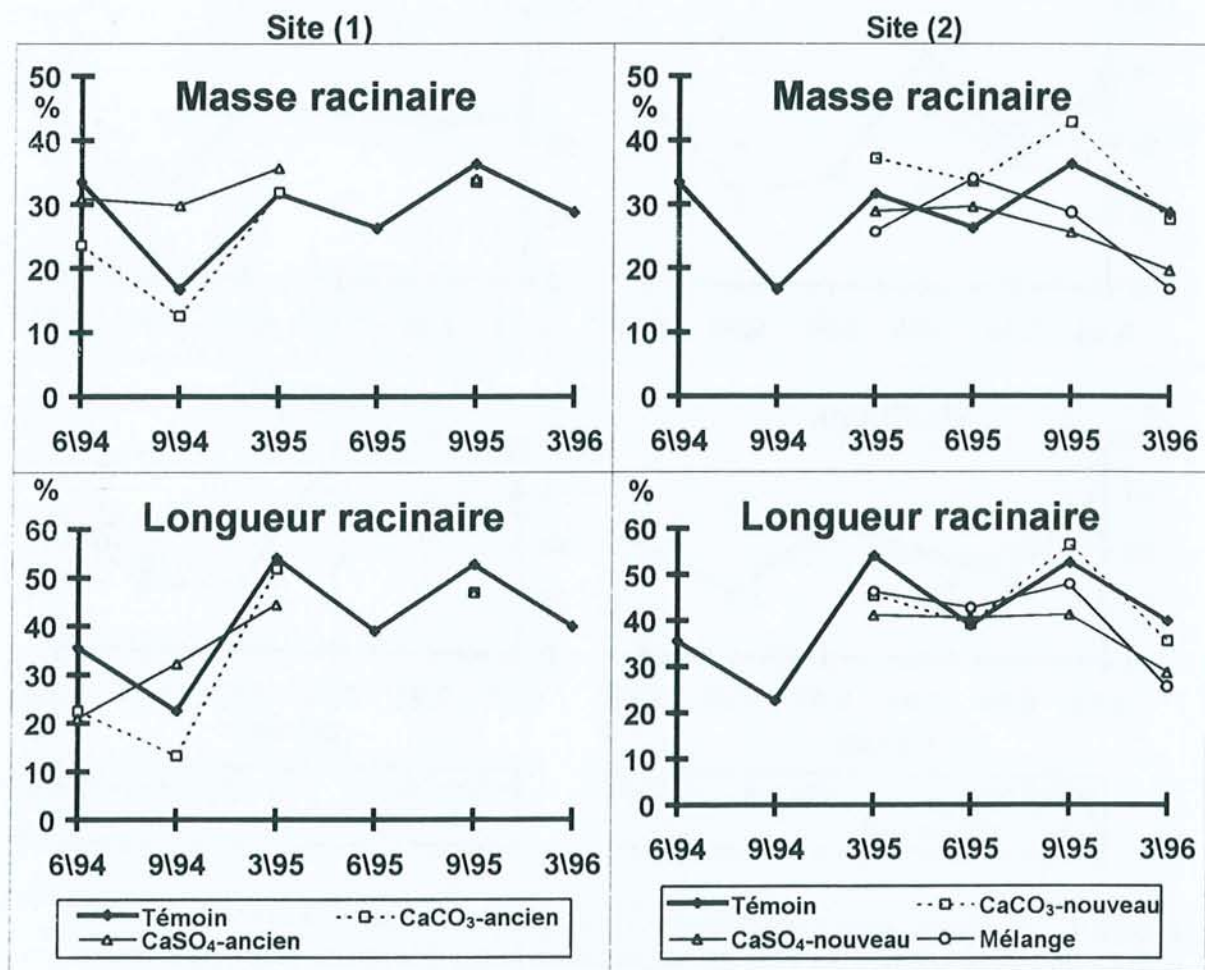 Site (1)
Site (2)
Masse racinaire
%
50
40
30
20
10
0
6\94 9\94 3\95 6\95 9\95 3\96
Masse racinaire
%
50
40
30
20
10
0
6\94 9\94 3\95 6\95 9\95 3\96
Longueur racinaire
%
60
50
40
30
20
10
0
6\94 9\94 3\95 6\95 9\95 3\96
Témoin CaCO₃-ancien
CaSO₄-ancien
Longueur racinaire
%
60
50
40
30
20
10
0
6\94 9\94 3\95 6\95 9\95 3\96
Témoin CaCO₃-nouveau
CaSO₄-nouveau Mélange